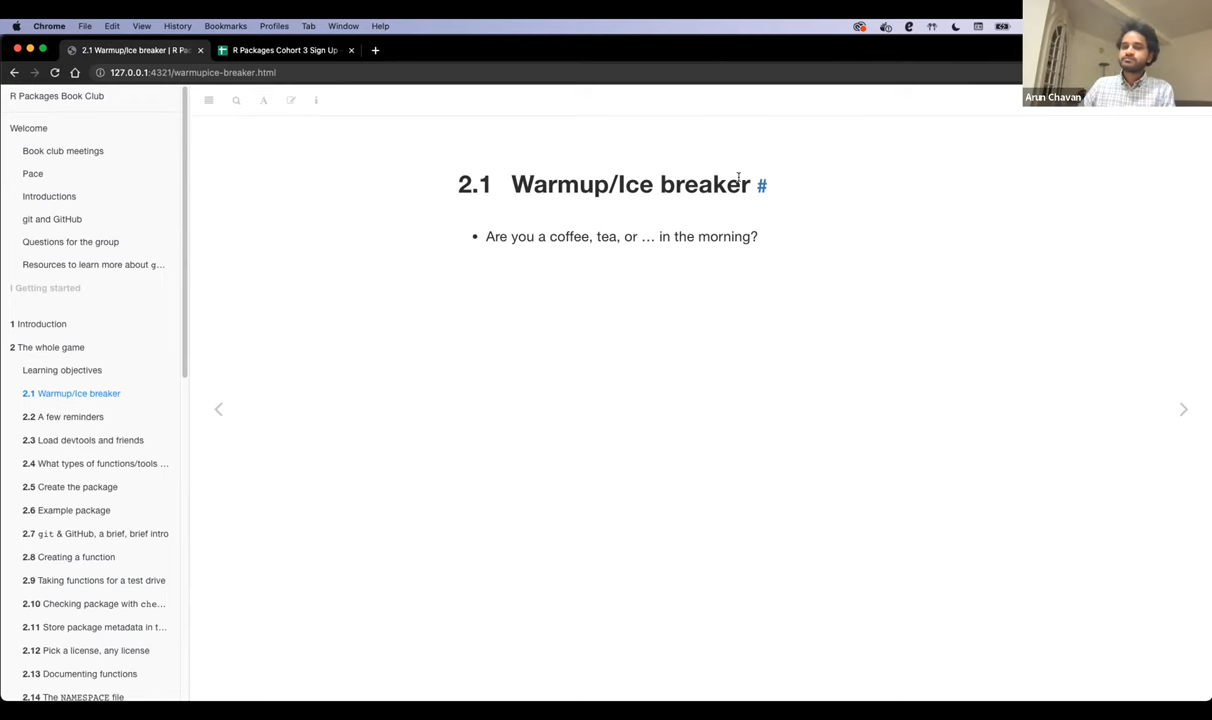 Chrome File Edit View History Bookmarks Profiles Tab Window Help
2.1 Warmup/Ice breaker | R Pac
R Packages Cohort 3 Sign Up
127.0.0.1:4321/warmupice-breaker.html
Arun Chavan
R Packages Book Club
Welcome
Book club meetings
Pace
Introductions
git and GitHub
Questions for the group
Resources to learn more about g...
I Getting started
1 Introduction
2 The whole game
Learning objectives
2.1 Warmup/Ice breaker
2.2 A few reminders
2.3 Load devtools and friends
2.4 What types of functions/tools ...
2.5 Create the package
2.6 Example package
2.7 git & GitHub, a brief, brief intro
2.8 Creating a function
2.9 Taking functions for a test drive
2.10 Checking package with che...
2.11 Store package metadata in t...
2.12 Pick a license, any license
2.13 Documenting functions
2.14 The NAMESPACE file
2.1 Warmup/Ice breaker #
• Are you a coffee, tea, or … in the morning?